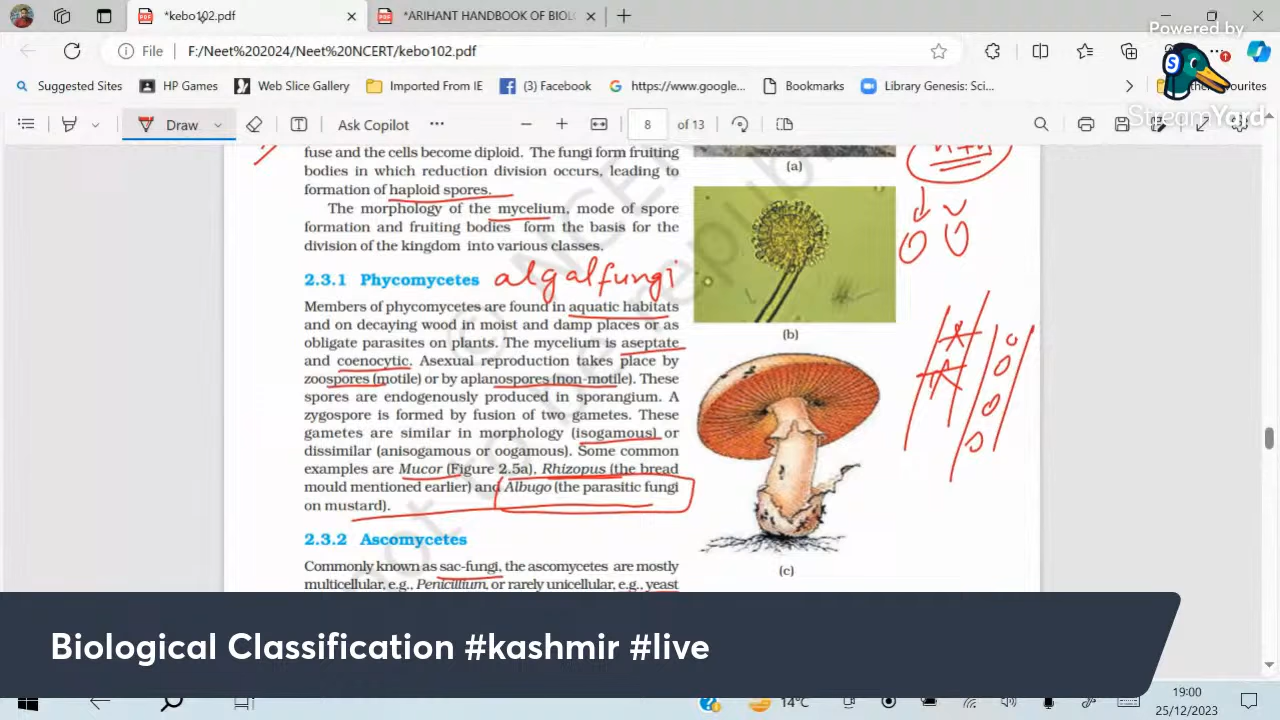 *kebo102.pdf
*ARIHANT HANDBOOK OF BIOL
Powered by
File F:/Neet%202024/Neet%20NCERT/kebo102.pdf
StreamYard
Suggested Sites HP Games Web Slice Gallery Imported From IE (3) Facebook https://www.google... Bookmarks Library Genesis: Sci... favourites
Draw Ask Copilot 8 of 13
fuse and the cells become diploid. The fungi form fruiting
bodies in which reduction division occurs, leading to
formation of haploid spores.
The morphology of the mycelium, mode of spore
formation and fruiting bodies form the basis for the
division of the kingdom into various classes.
2.3.1 Phycomycetes algalfungi
Members of phycomycetes are found in aquatic habitats
and on decaying wood in moist and damp places or as
obligate parasites on plants. The mycelium is aseptate
and coenocytic. Asexual reproduction takes place by
zoospores (motile) or by aplanospores (non-motile). These
spores are endogenously produced in sporangium. A
zygospore is formed by fusion of two gametes. These
gametes are similar in morphology (isogamous) or
dissimilar (anisogamous or oogamous). Some common
examples are Mucor (Figure 2.5a), Rhizopus (the bread
mould mentioned earlier) and Albugo (the parasitic fungi
on mustard).
2.3.2 Ascomycetes
Commonly known as sac-fungi, the ascomycetes are mostly
multicellular, e.g., Penicillium, or rarely unicellular, e.g., yeast
(a)
(b)
(c)
Biological Classification #kashmir #live
14°C
19:00
25/12/2023